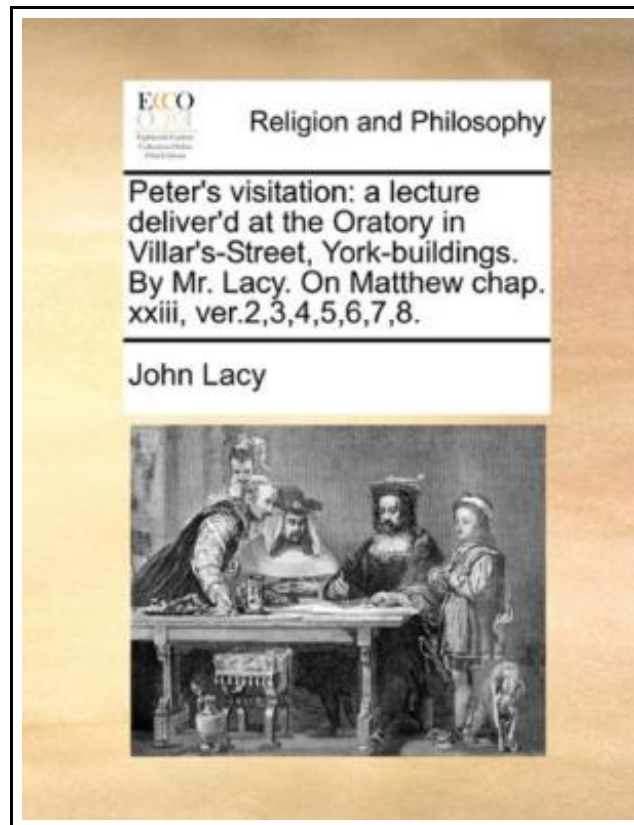 ECCO
Religion and Philosophy
Peter's visitation: a lecture
deliver'd at the Oratory in
Villar's-Street, York-buildings.
By Mr. Lacy. On Matthew chap.
xxiii, ver.2,3,4,5,6,7,8.
John Lacy